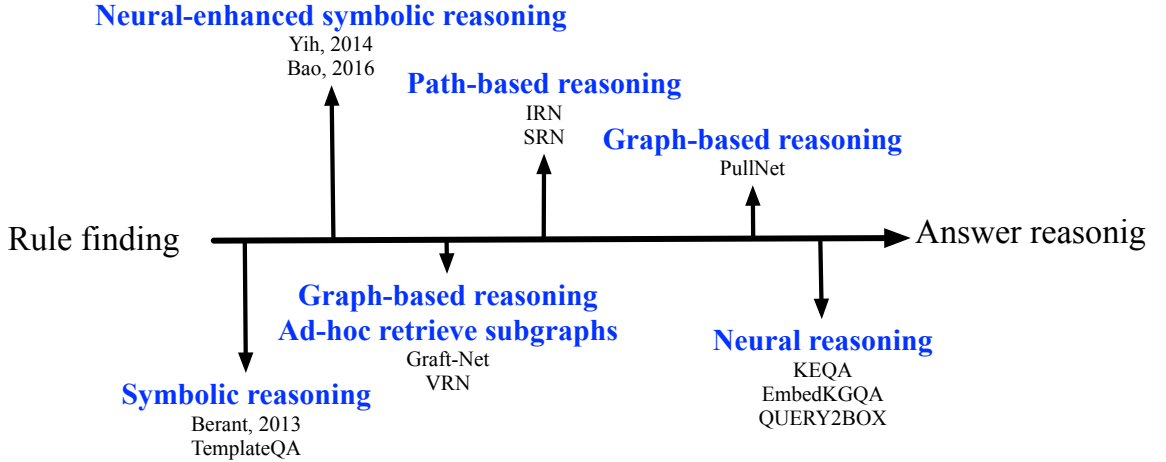 Neural-enhanced symbolic reasoning
Yih, 2014
Bao, 2016
Path-based reasoning
IRN
SRN
Graph-based reasoning
PullNet
Rule finding
Answer reasonig
Graph-based reasoning
Ad-hoc retrieve subgraphs
Graft-Net
VRN
Neural reasoning
KEQA
EmbedKGQA
QUERY2BOX
Symbolic reasoning
Berant, 2013
TemplateQA